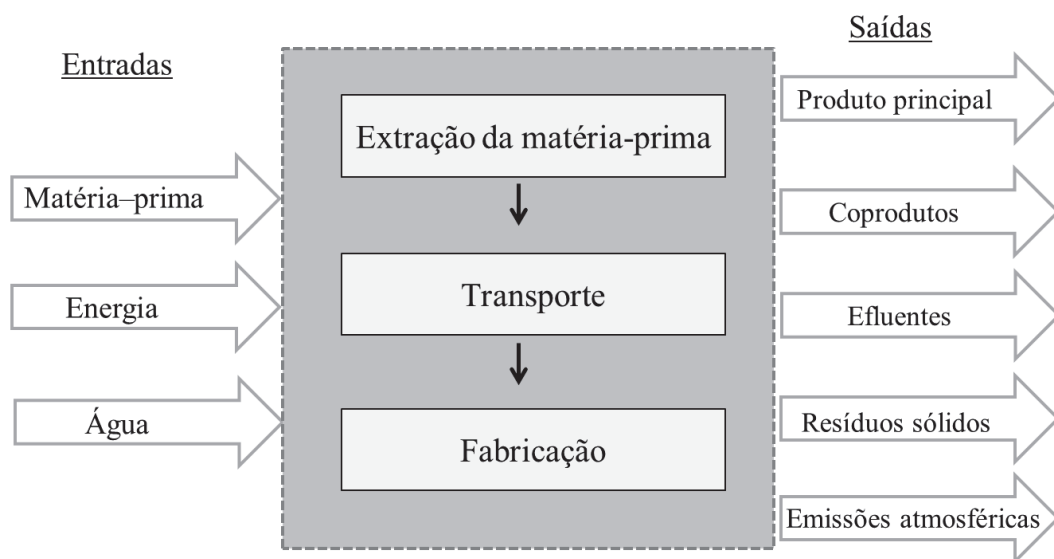 Entradas
Matéria–prima
Energia
Água
Extração da matéria-prima
Transporte
Fabricação
Saídas
Produto principal
Coprodutos
Efluentes
Resíduos sólidos
Emissões atmosféricas